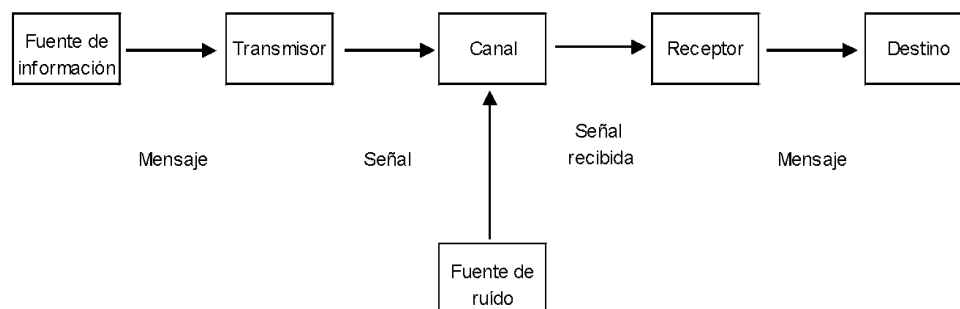 Fuente de
información
Transmisor
Canal
Receptor
Destino
Mensaje
Señal
Señal
recibida
Mensaje
Fuente de
ruído